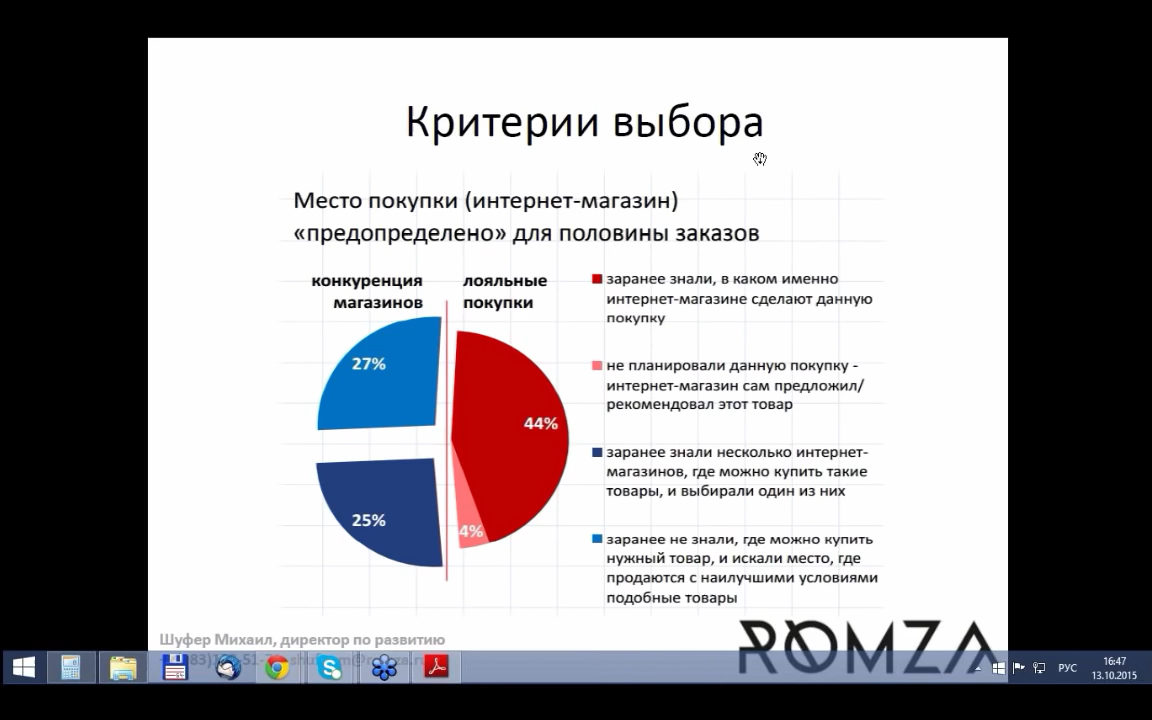 Критерии выбора
Место покупки (интернет-магазин)
«предопределено» для половины заказов
конкуренция
магазинов
лояльные
покупки
27%
44%
25%
4%
заранее знали, в каком именно
интернет-магазине сделают данную
покупку
не планировали данную покупку -
интернет-магазин сам предложил/
рекомендовал этот товар
заранее знали несколько интернет-
магазинов, где можно купить такие
товары, и выбирали один из них
заранее не знали, где можно купить
нужный товар, и искали место, где
продаются с наилучшими условиями
подобные товары
Шуфер Михаил, директор по развитию
ROMZA
РУС
16:47
13.10.2015